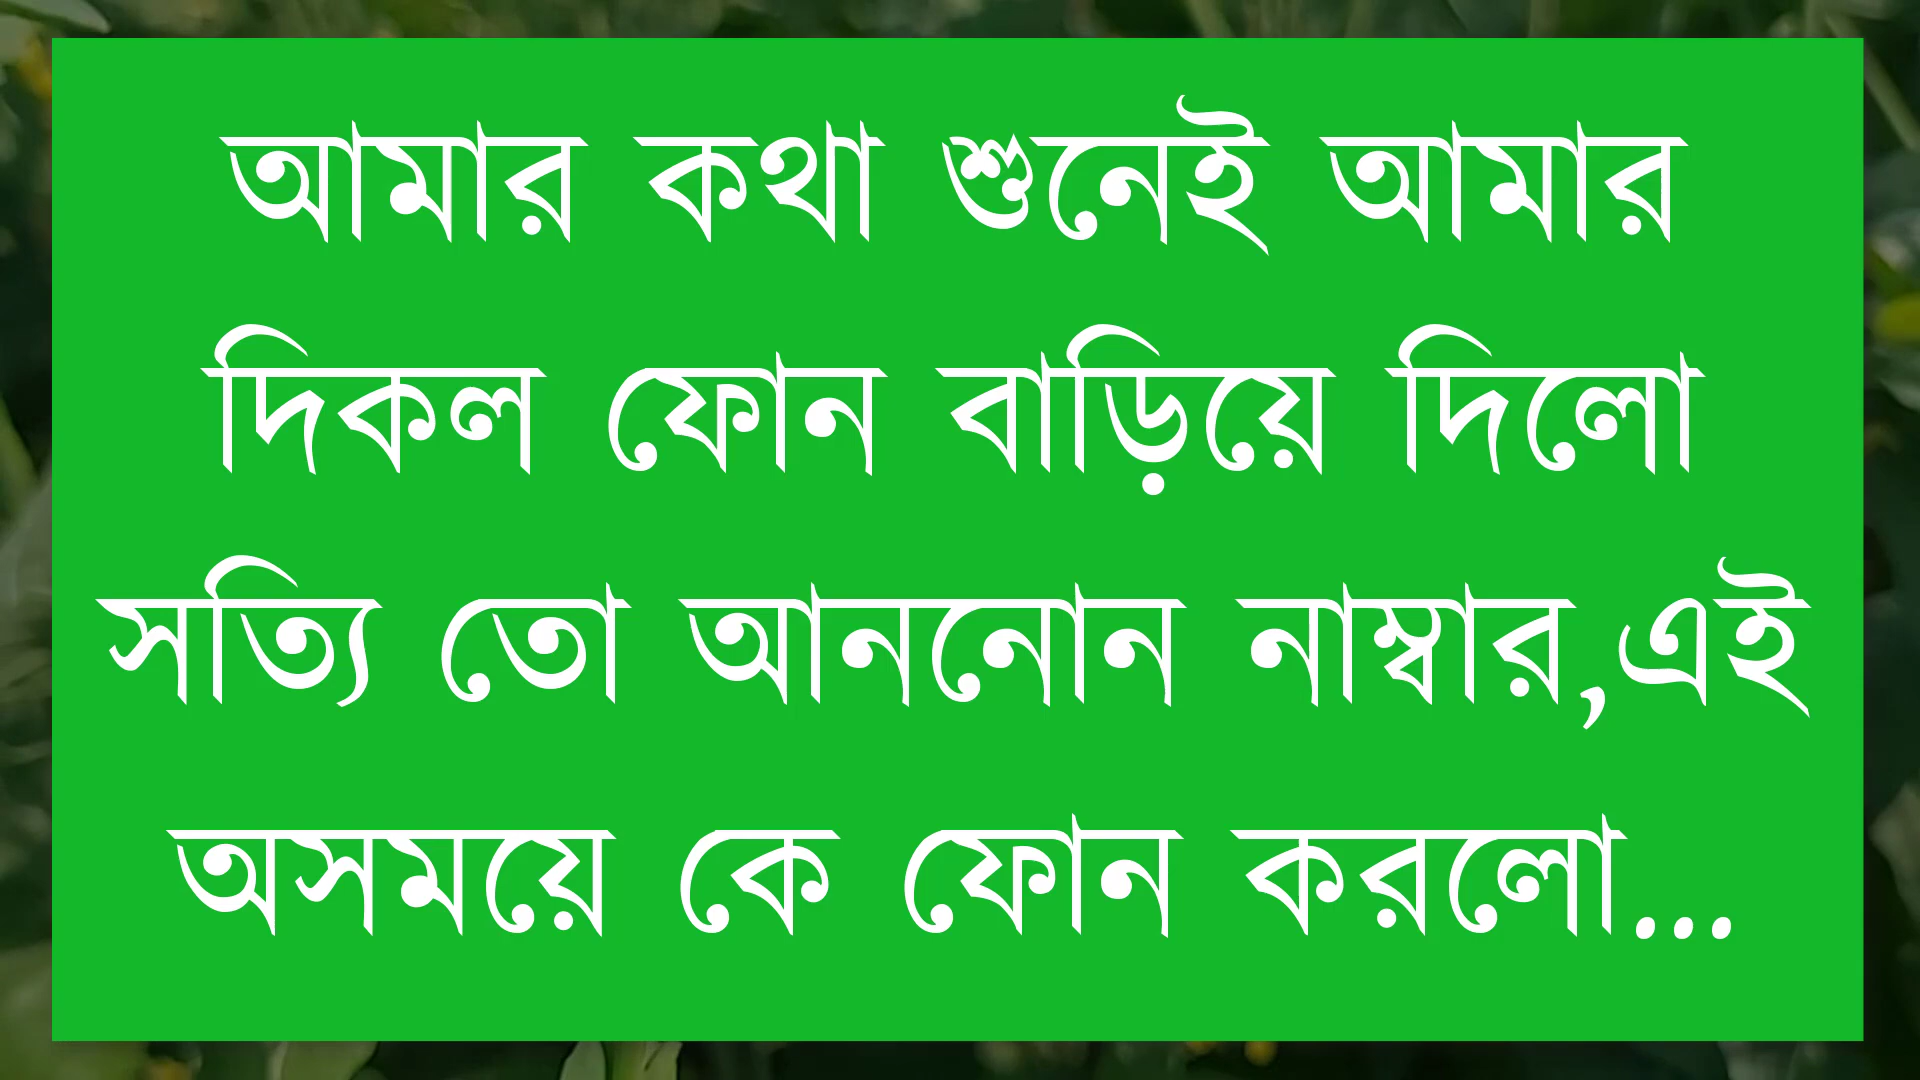 আমার কথা শুনেই আমার
দিকল ফোন বাড়িয়ে দিলো
সত্যি তো আননোন নাম্বার,এই
অসময়ে কে ফোন করলো...